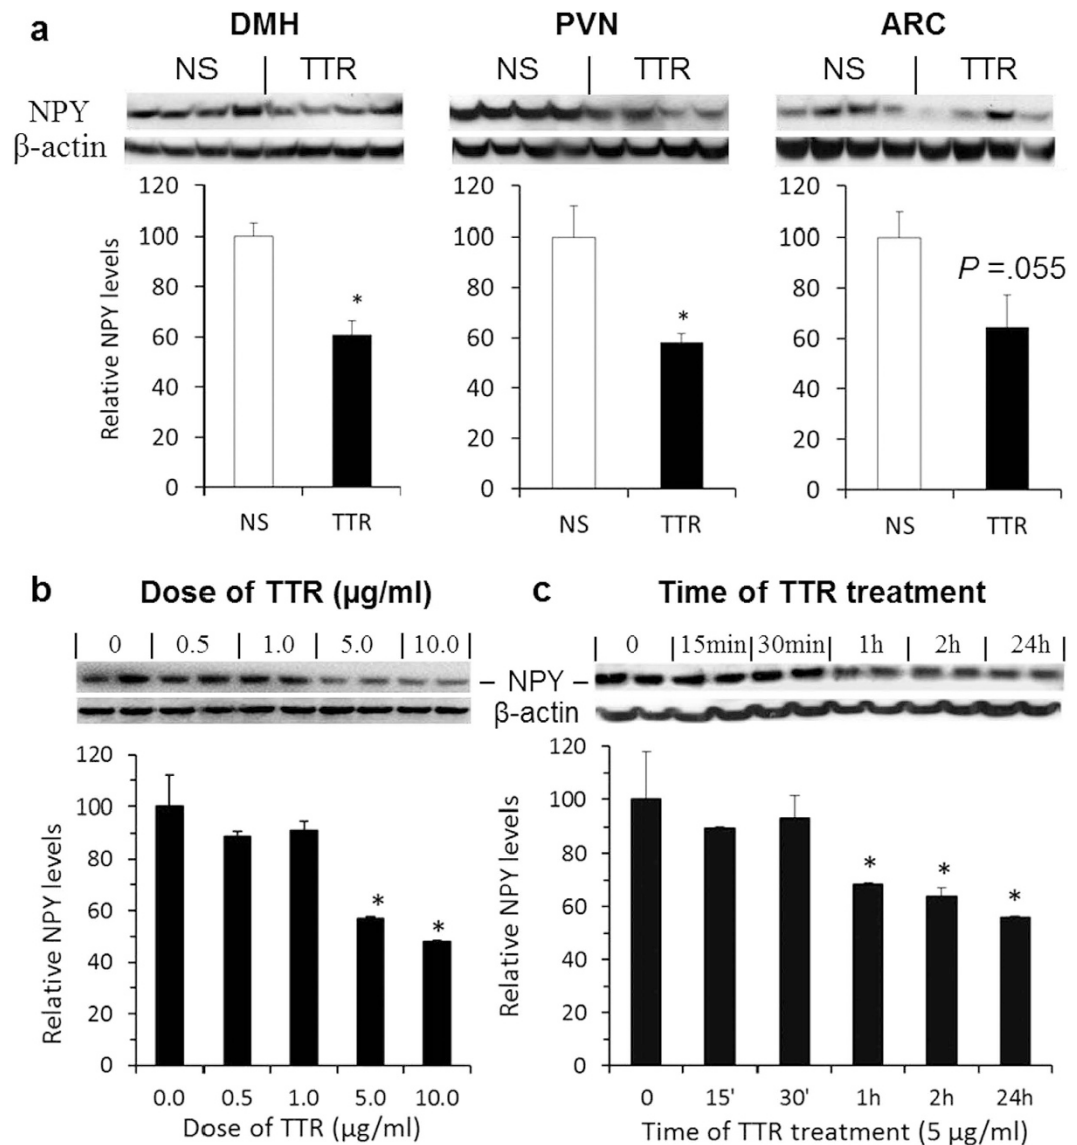 a
DMH PVN ARC
NS | TTR NS | TTR NS | TTR
NPY
β-actin
120 120 120
100 100 100
80 80 80
60 60 60
40 40 40
20 20 20
0 0 0
Relative NPY levels
* * P =.055
NS TTR NS TTR NS TTR
b Dose of TTR (µg/ml)
| 0 | 0.5 | 1.0 | 5.0 | 10.0 |
c Time of TTR treatment
| 0 | 15min | 30min | 1h | 2h | 24h |
– NPY –
β-actin
120
100
80
60
40
20
0
Relative NPY levels
* *
0.0 0.5 1.0 5.0 10.0
Dose of TTR (µg/ml)
120
100
80
60
40
20
0
Relative NPY levels
* * *
0 15' 30' 1h 2h 24h
Time of TTR treatment (5 µg/ml)